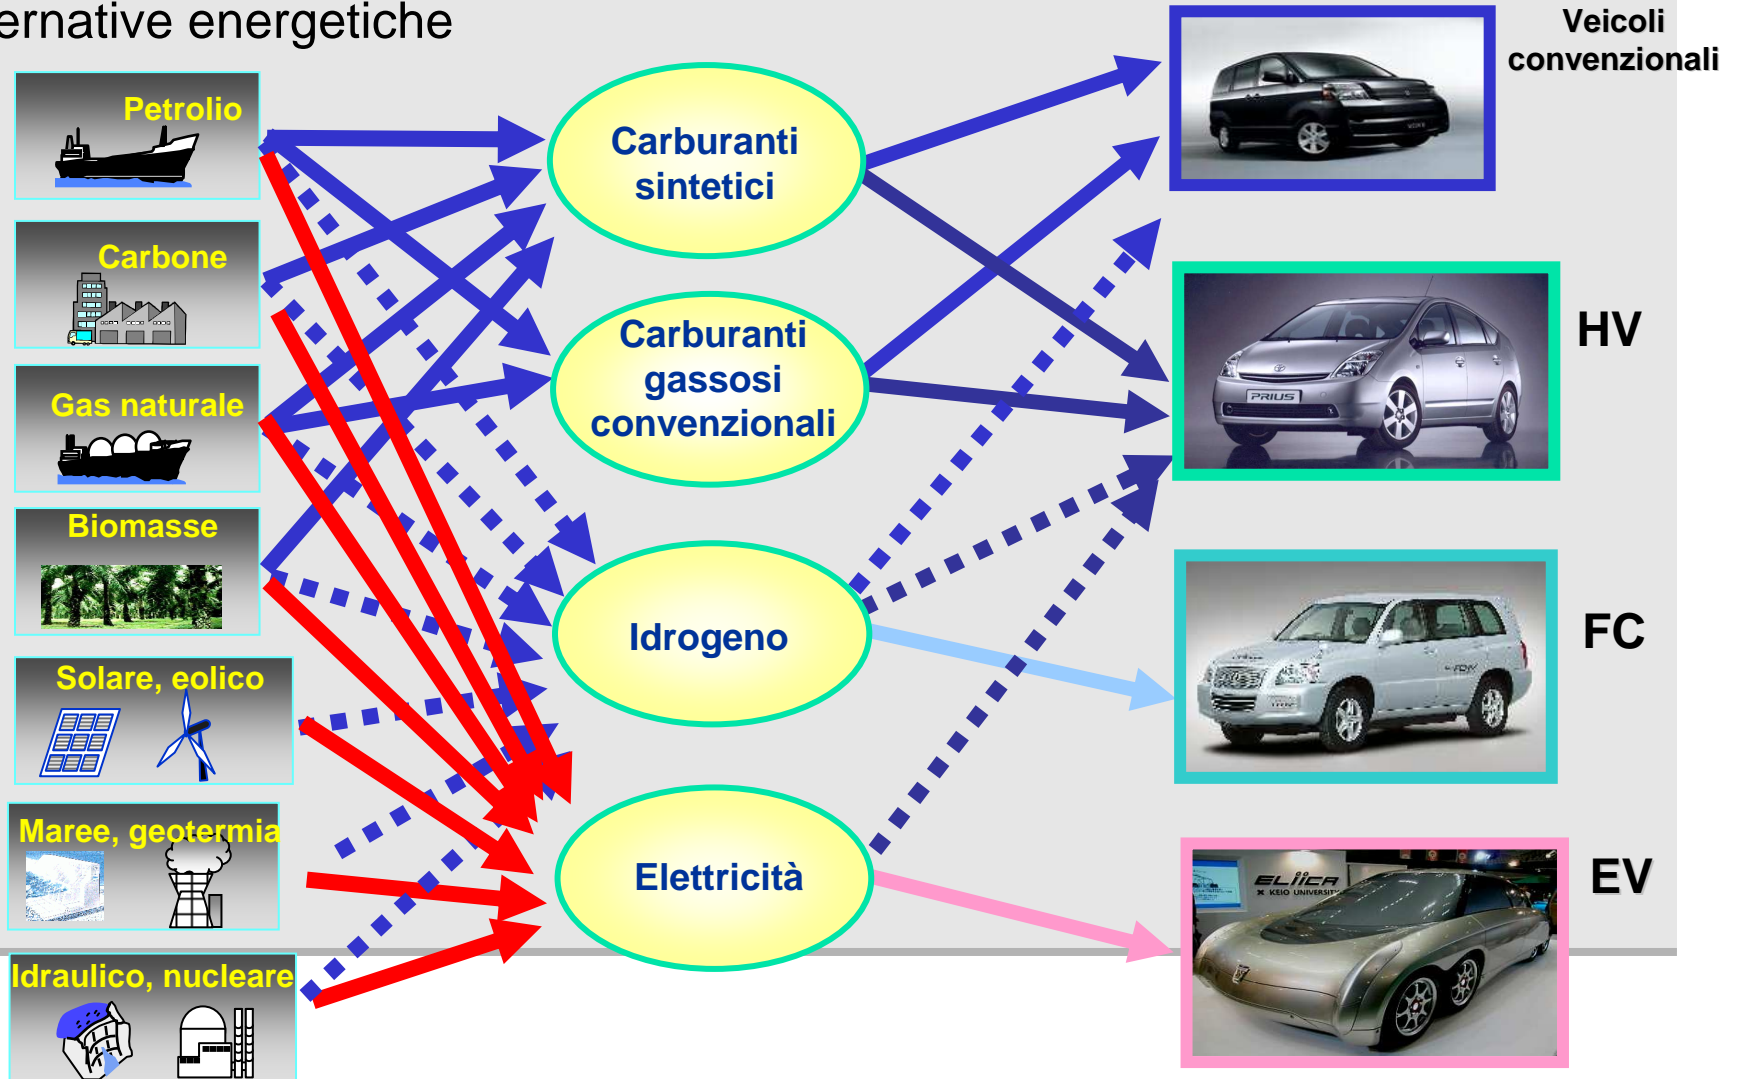 ernative energetiche
Petrolio
Carbone
Gas naturale
Biomasse
Solare, eolico
Maree, geotermia
Idraulico, nucleare
Carburanti
sintetici
Carburanti
gassosi
convenzionali
Idrogeno
Elettricità
Veicoli
convenzionali
HV
PRIUS
FC
EV
ELiiCA
KEIO UNIVERSITY